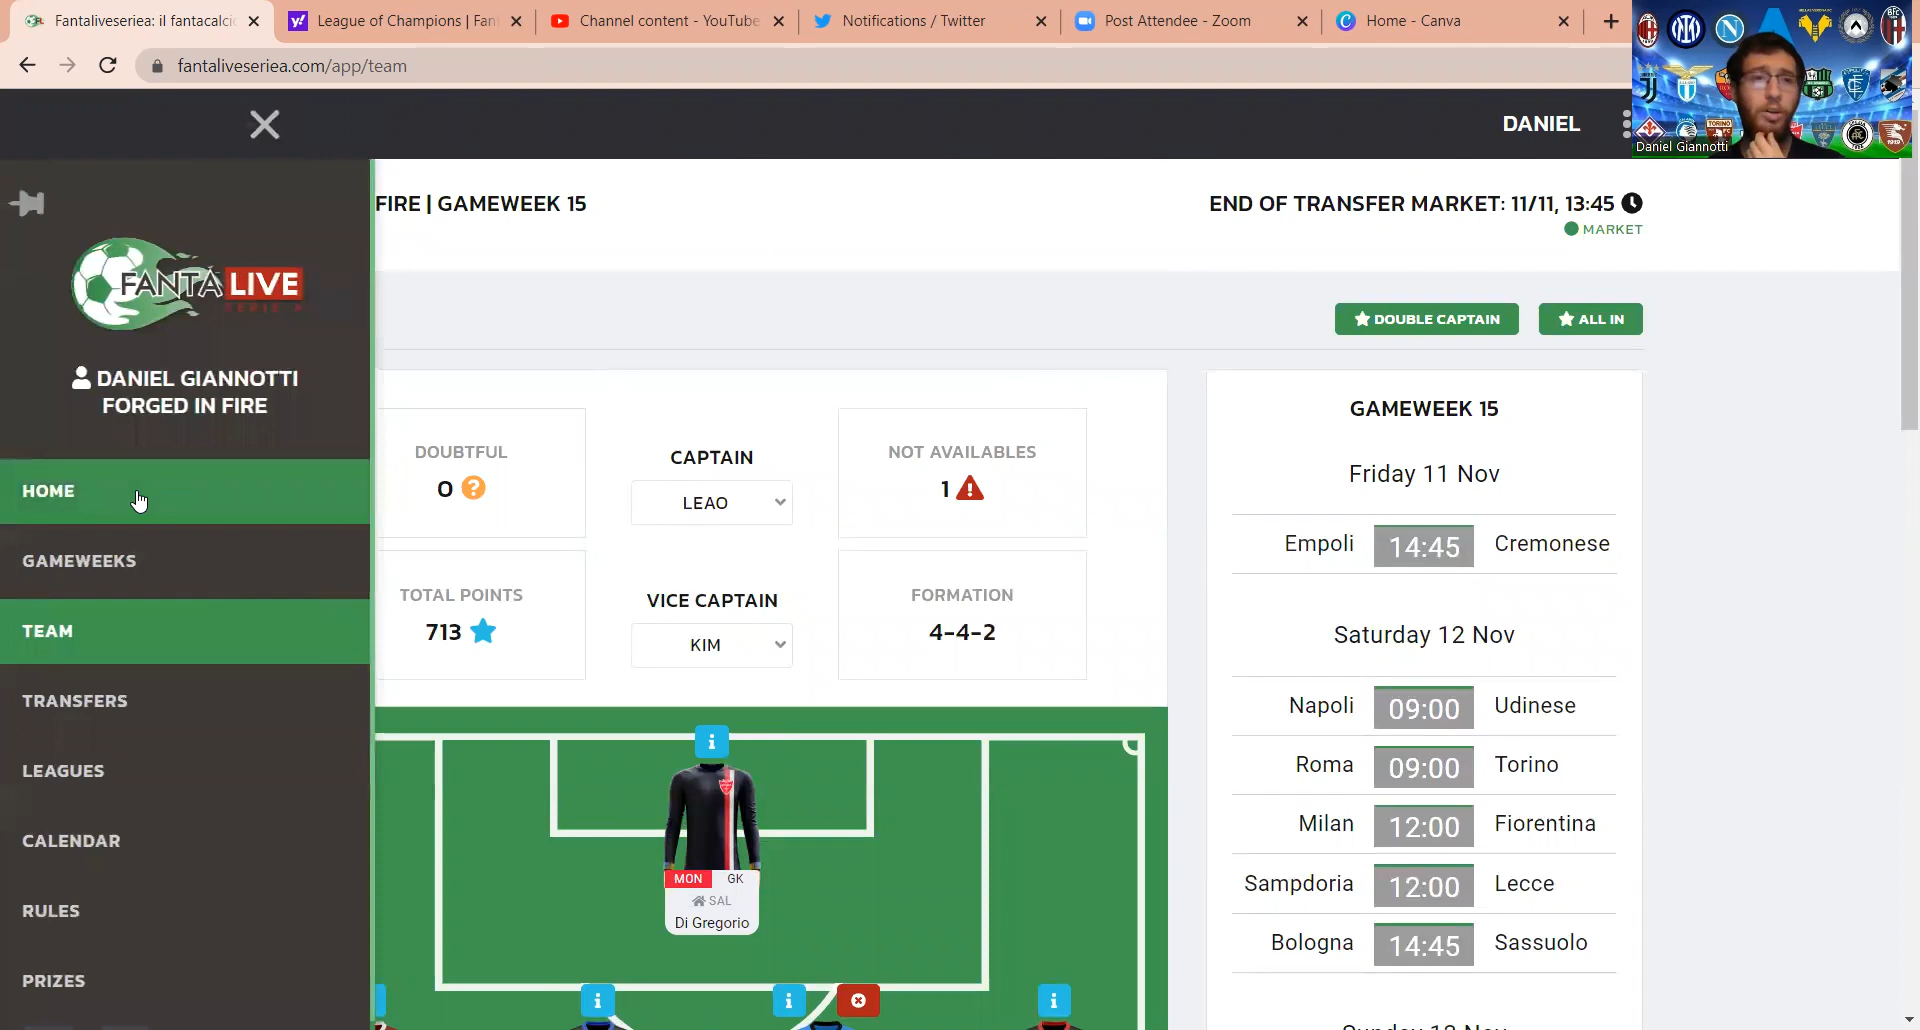 Fantaliveseriea: il fantacalcio
League of Champions | Fan
Channel content - YouTube
Notifications / Twitter
Post Attendee - Zoom
Home - Canva
fantaliveseriea.com/app/team
DANIEL
Daniel Giannotti
FIRE | GAMEWEEK 15
END OF TRANSFER MARKET: 11/11, 13:45
MARKET
FANTA LIVE
SERIE A
DOUBLE CAPTAIN
ALL IN
DANIEL GIANNOTTI
FORGED IN FIRE
HOME
GAMEWEEKS
TEAM
TRANSFERS
LEAGUES
CALENDAR
RULES
PRIZES
DOUBTFUL
0
CAPTAIN
LEAO
NOT AVAILABLES
1
TOTAL POINTS
713
VICE CAPTAIN
KIM
FORMATION
4-4-2
MON GK
SAL
Di Gregorio
GAMEWEEK 15
Friday 11 Nov
Empoli 14:45 Cremonese
Saturday 12 Nov
Napoli 09:00 Udinese
Roma 09:00 Torino
Milan 12:00 Fiorentina
Sampdoria 12:00 Lecce
Bologna 14:45 Sassuolo